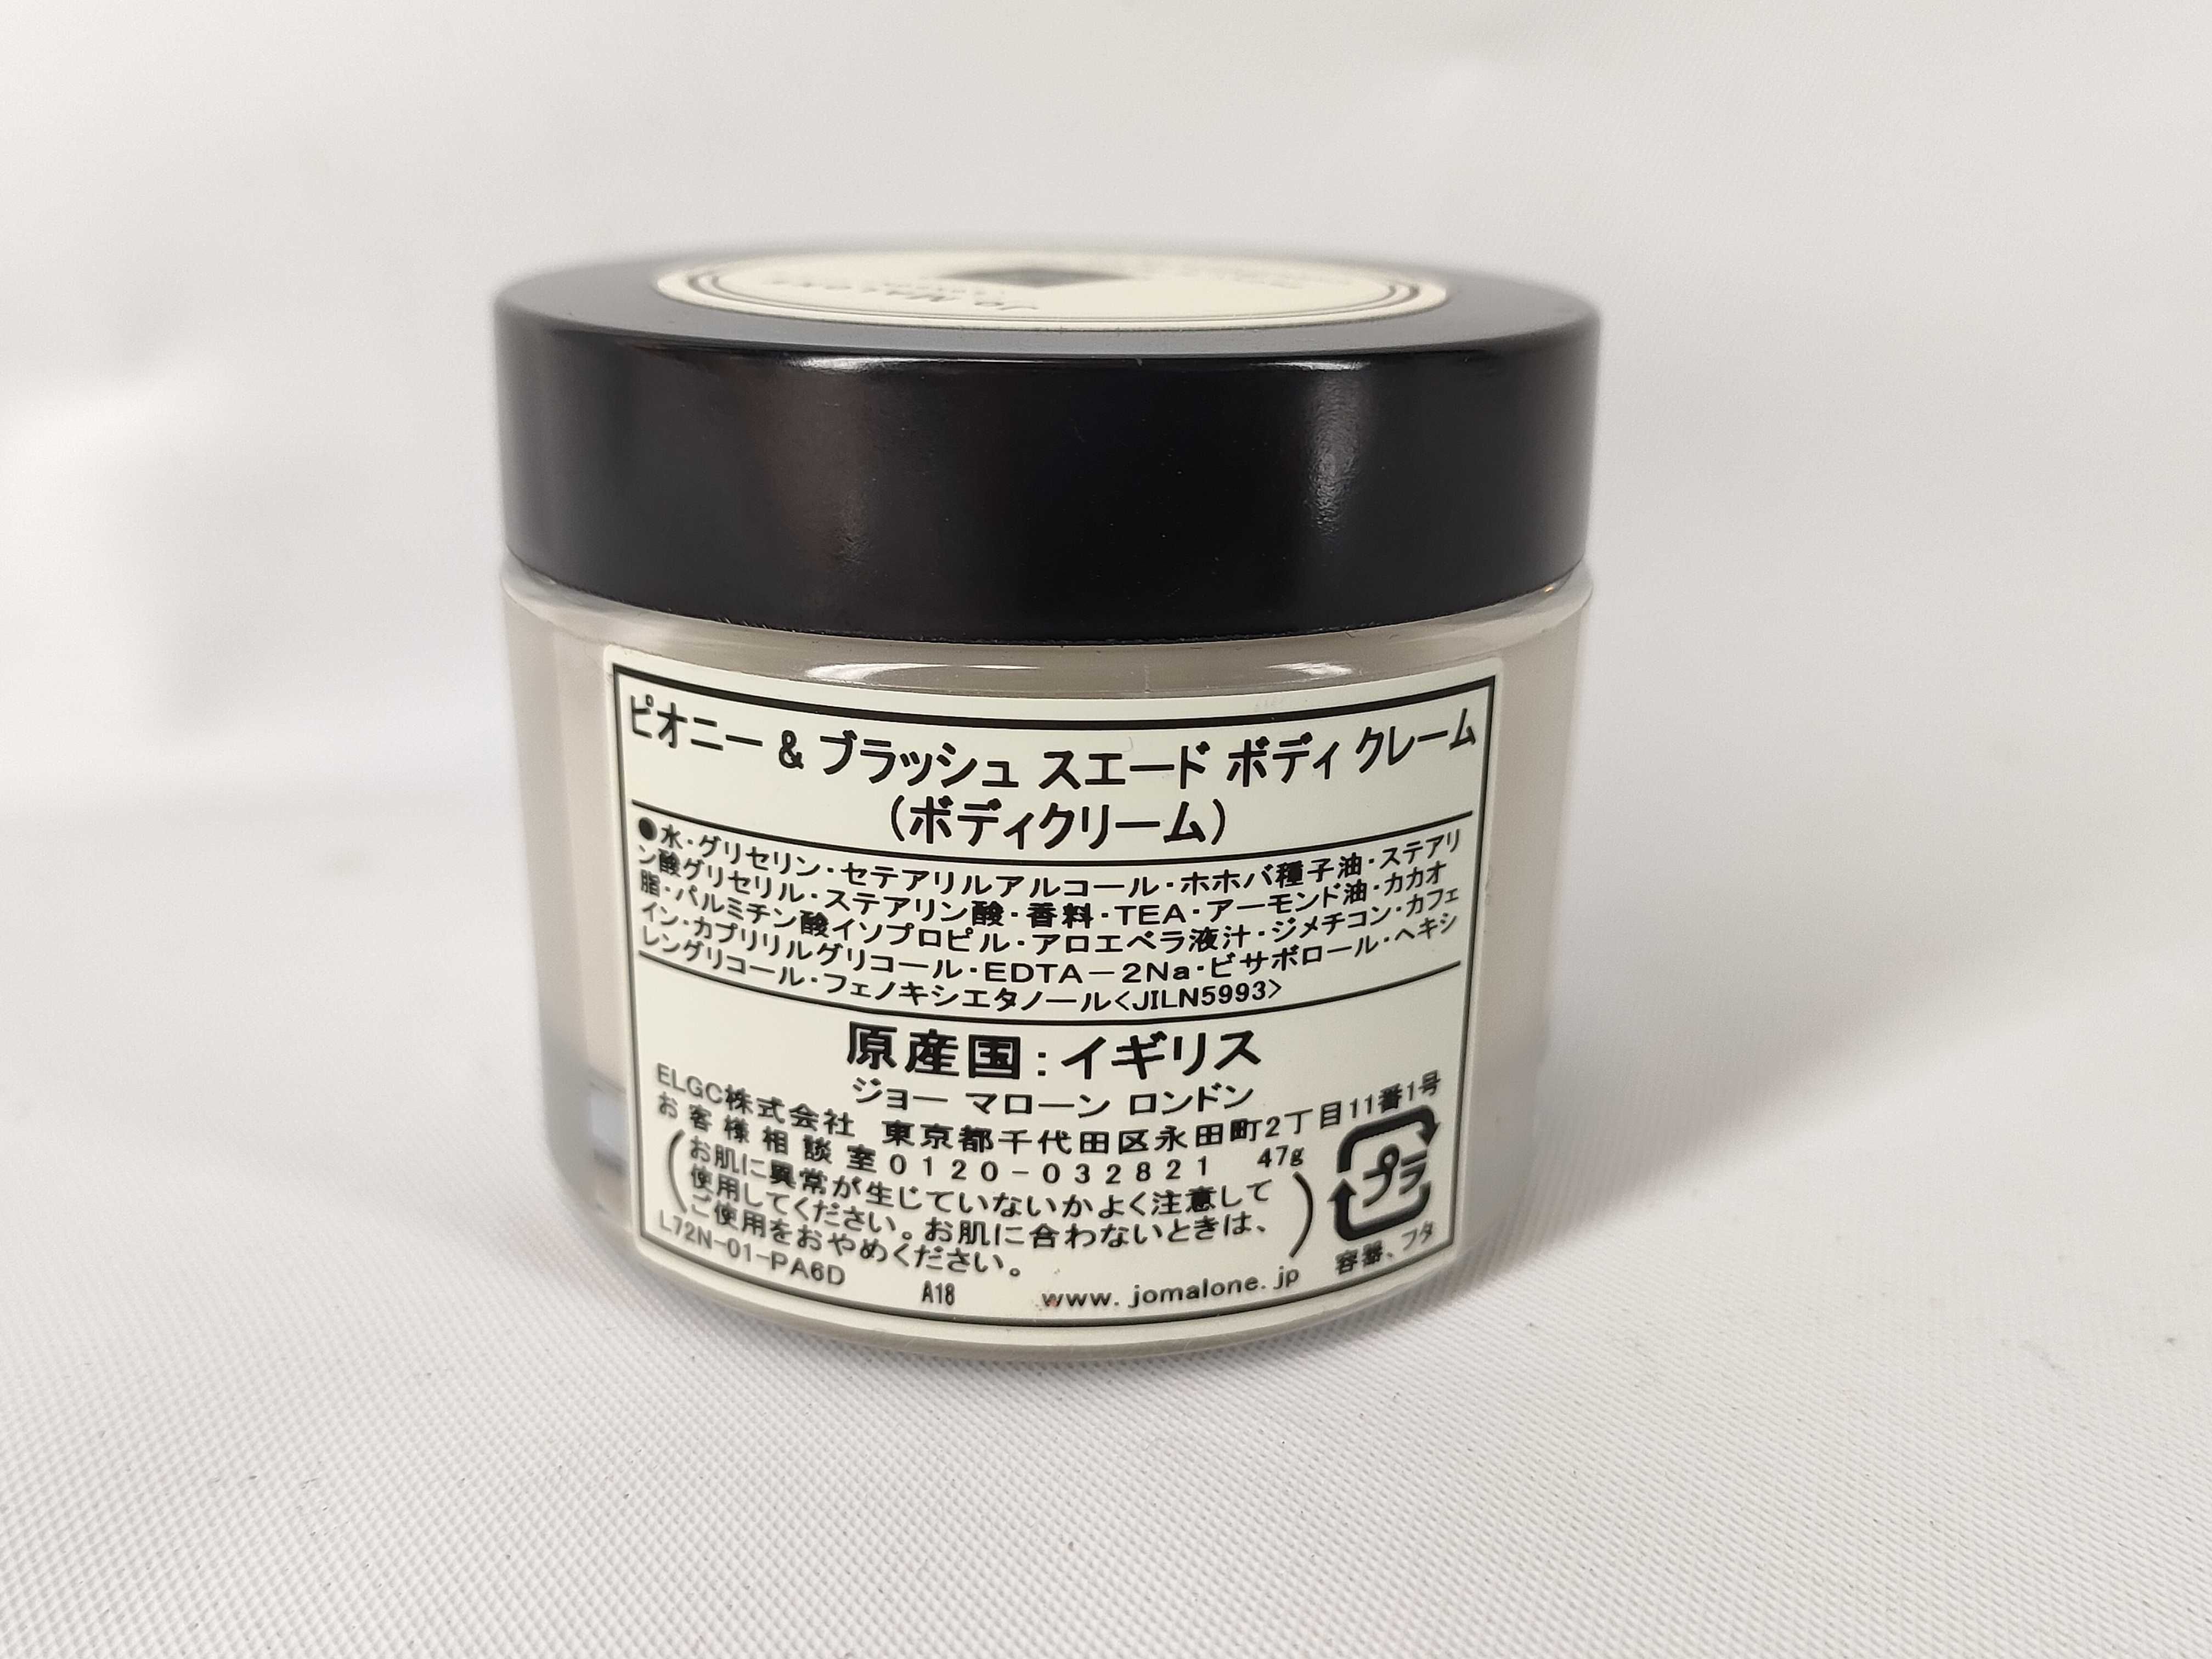 Jo MALONE
ピオニー & ブラッシュ スエード ボディ クレーム
(ボディクリーム)
●水・グリセリン・セテアリルアルコール・ホホバ種子油・ステアリ
ン酸グリセリル・ステアリン酸・香料・TEA・アーモンド油・カカオ
脂・パルミチン酸イソプロピル・アロエベラ液汁・ジメチコン・カフェ
イン・カプリリルグリコール・EDTA-2Na・ビサボロール・ヘキシ
レングリコール・フェノキシエタノール<JILN5993>
原産国:イギリス
ジョー マローン ロンドン
ELGC株式会社 東京都千代田区永田町2丁目11番1号
お客様相談室0120-032821 47g
(お肌に異常が生じていないかよく注意して
使用してください。お肌に合わないときは、
ご使用をおやめください。)
プラ
容器、フタ
L72N-01-PA6D A18 www.jomalone.jp